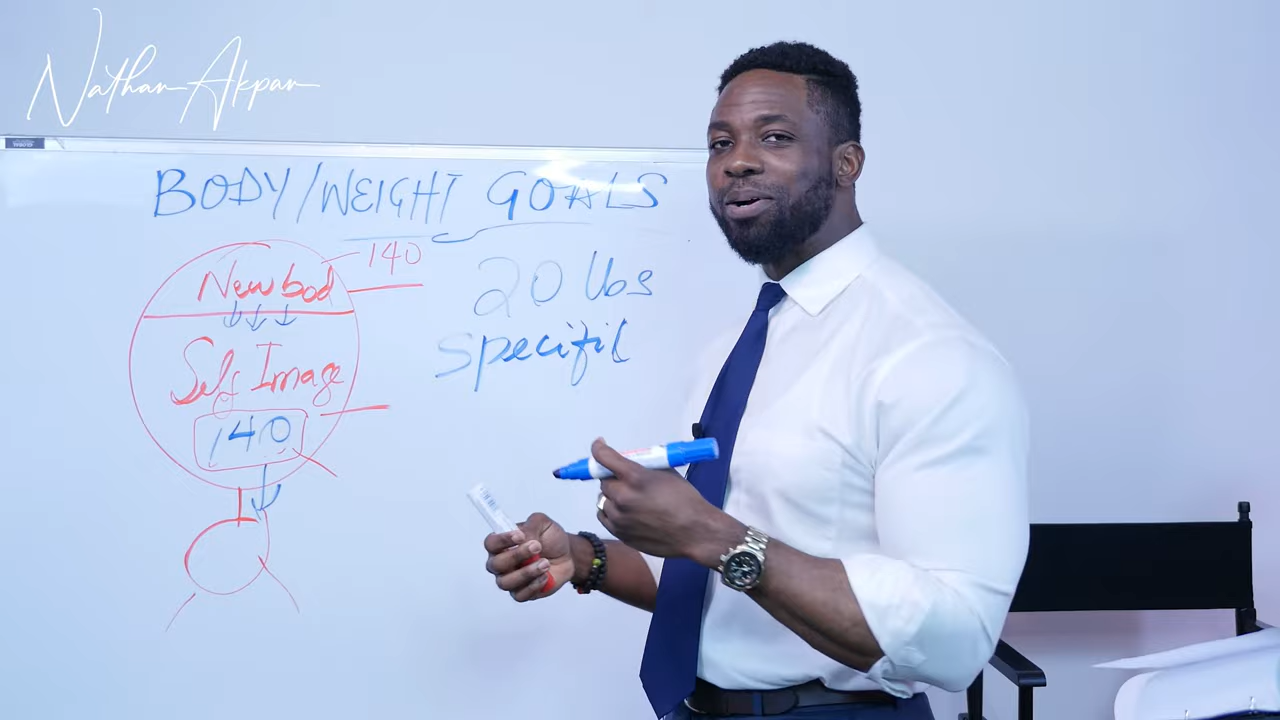 Nathan Akpan
BODY/WEIGHT GOALS
140
New bod
20 lbs
Specific
Self Image
140